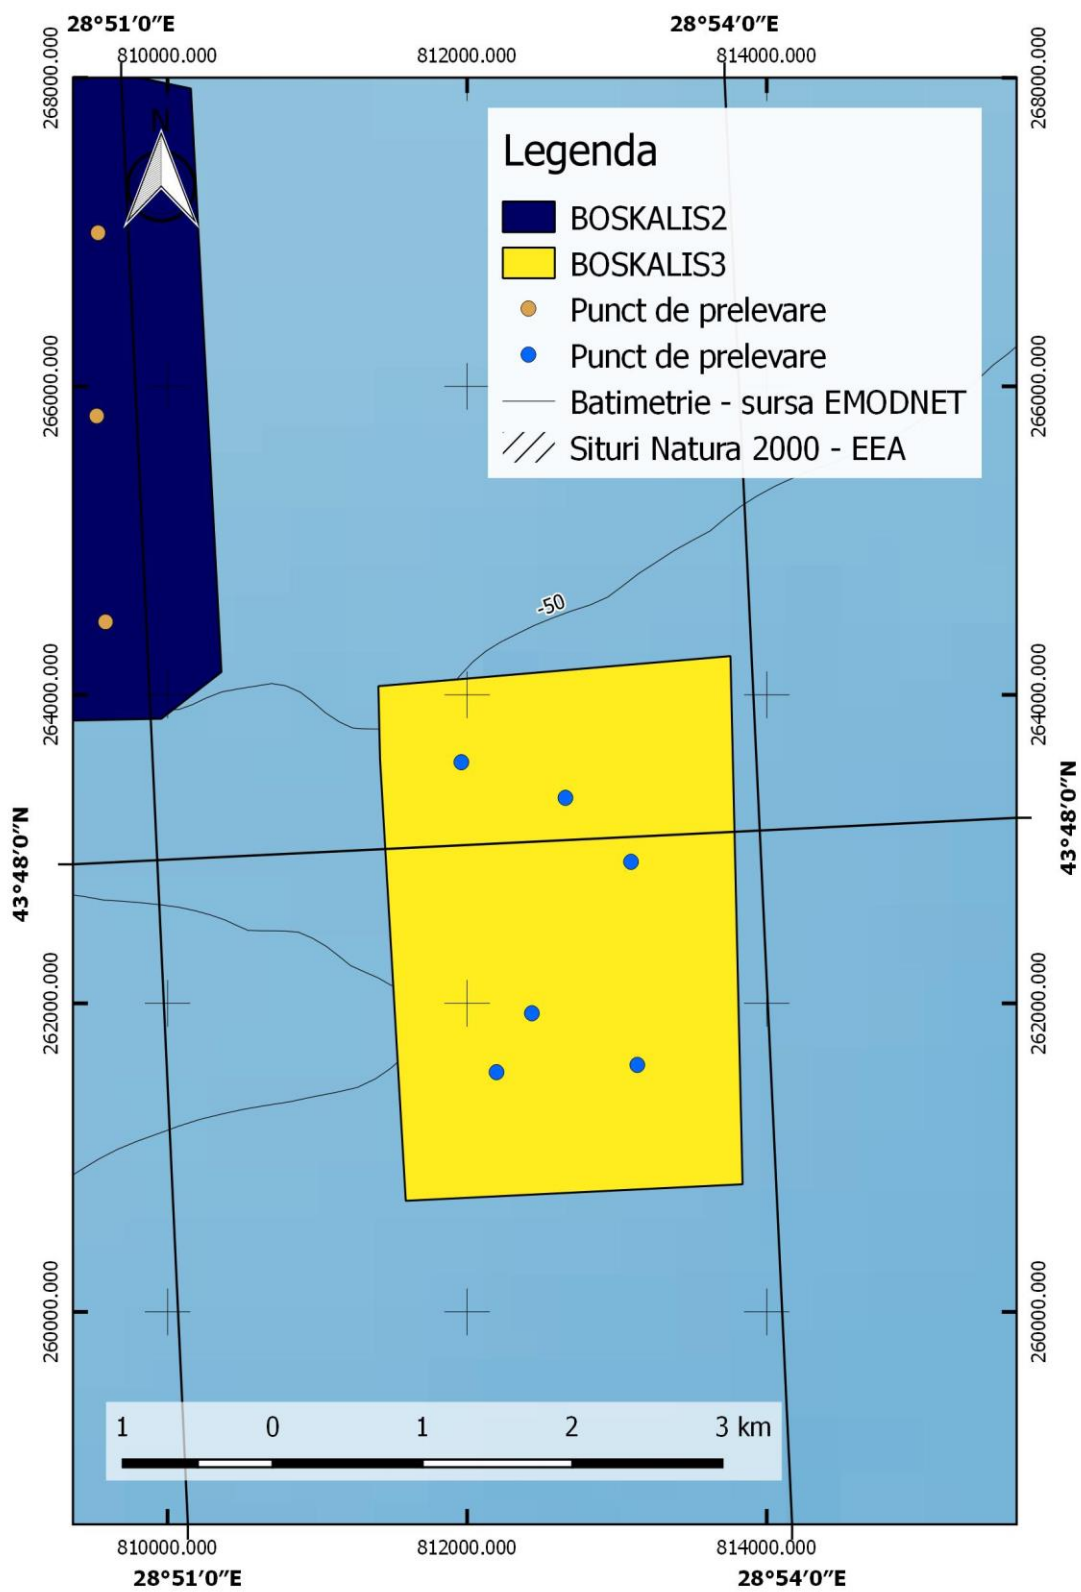 28°51′0″E 28°54′0″E
810000.000 812000.000 814000.000
268000.000 268000.000
N
Legenda
BOSKALIS2
BOSKALIS3
Punct de prelevare
Punct de prelevare
Batimetrie - sursa EMODNET
Situri Natura 2000 - EEA
266000.000 266000.000
-50
264000.000 264000.000
43°48′0″N 43°48′0″N
262000.000 262000.000
260000.000 260000.000
1 0 1 2 3 km
810000.000 812000.000 814000.000
28°51′0″E 28°54′0″E